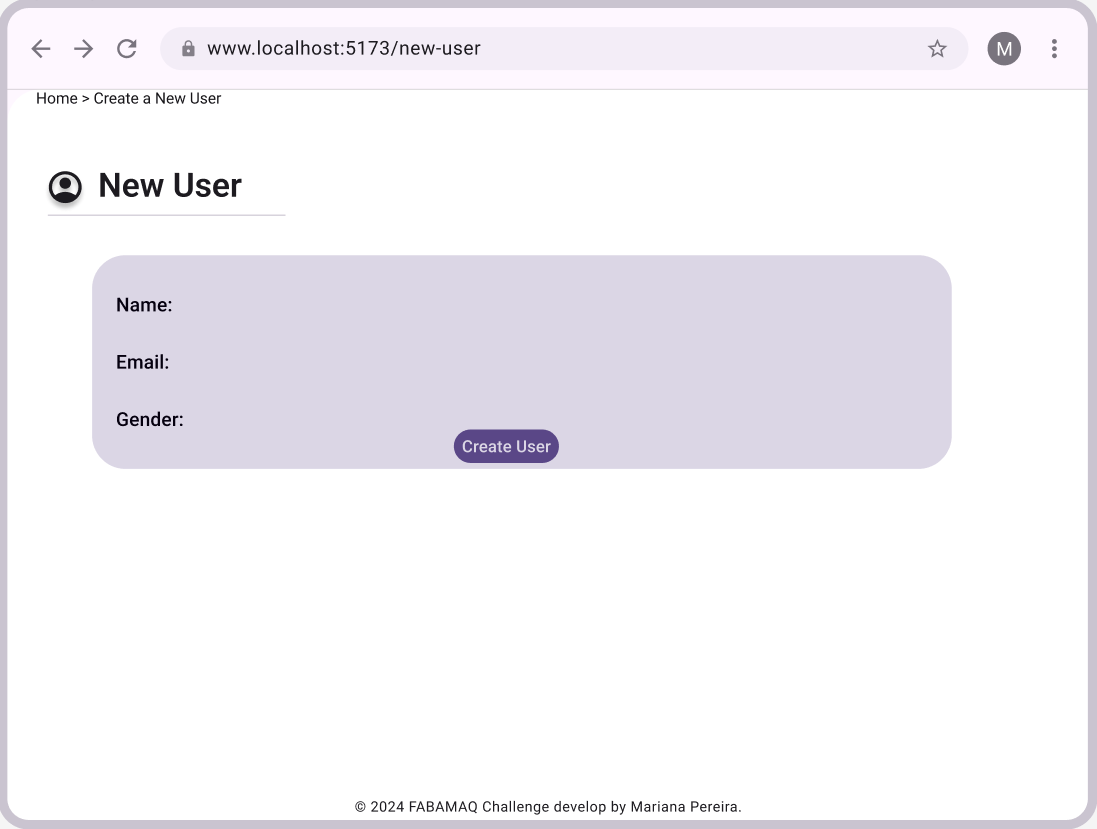 www.localhost:5173/new-user
M
Home > Create a New User
New User
Name:
Email:
Gender:
Create User
© 2024 FABAMAQ Challenge develop by Mariana Pereira.